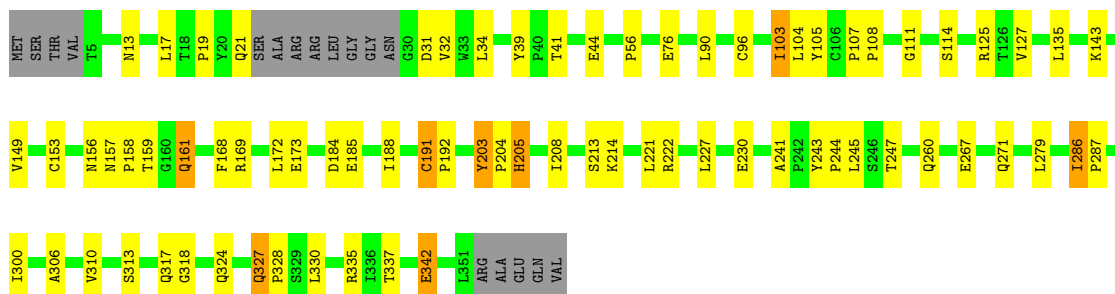 MET SER THR VAL T5 N13 L17 T18 P19 Y20 Q21 SER ALA ARG ARG LEU GLY GLY ASN G30 D31 V32 W33 L34 Y39 P40 T41 E44 P56 E76 L90 C96 I103 L104 Y105 C106 P107 P108 G111 S114 R125 T126 V127 L135 K143
V149 C153 N156 N157 P158 T159 G160 Q161 F168 R169 L172 E173 D184 E185 I188 C191 P192 Y203 P204 H205 I208 S213 K214 L221 R222 L227 E230 A241 P242 Y243 P244 L245 S246 T247 Q260 E267 Q271 L279 I286 P287
I300 A306 V310 S313 Q317 G318 Q324 Q327 P328 S329 L330 R335 I336 T337 E342 L351 ARG ALA GLU GLN VAL